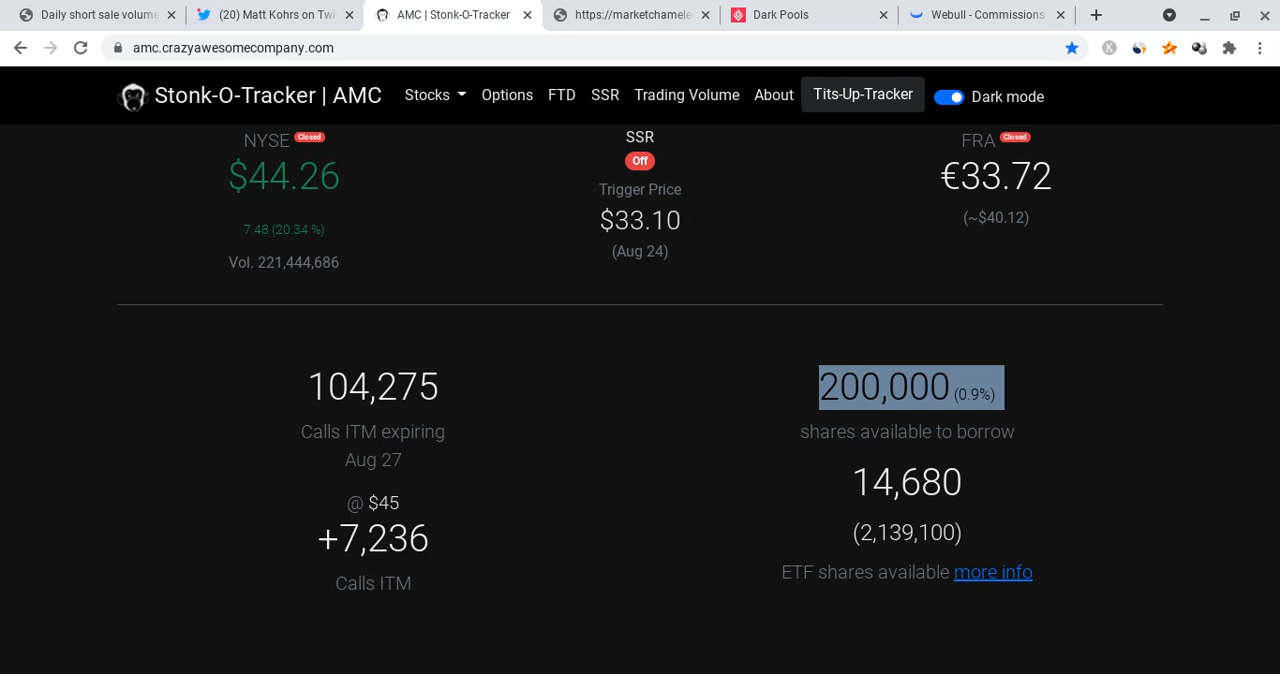 Daily short sale volume
(20) Matt Kohrs on Twi
AMC | Stonk-O-Tracker
https://marketchamele
Dark Pools
Webull - Commissions
amc.crazyawesomecompany.com
K
Stonk-O-Tracker | AMC
Stocks
Options
FTD
SSR
Trading Volume
About
Tits-Up-Tracker
Dark mode
NYSE Closed
$44.26
7.48 (20.34 %)
Vol. 221,444,686
SSR
Off
Trigger Price
$33.10
(Aug 24)
FRA Closed
€33.72
(~$40.12)
104,275
Calls ITM expiring
Aug 27
@ $45
+7,236
Calls ITM
200,000 (0.9%)
shares available to borrow
14,680
(2,139,100)
ETF shares available more info